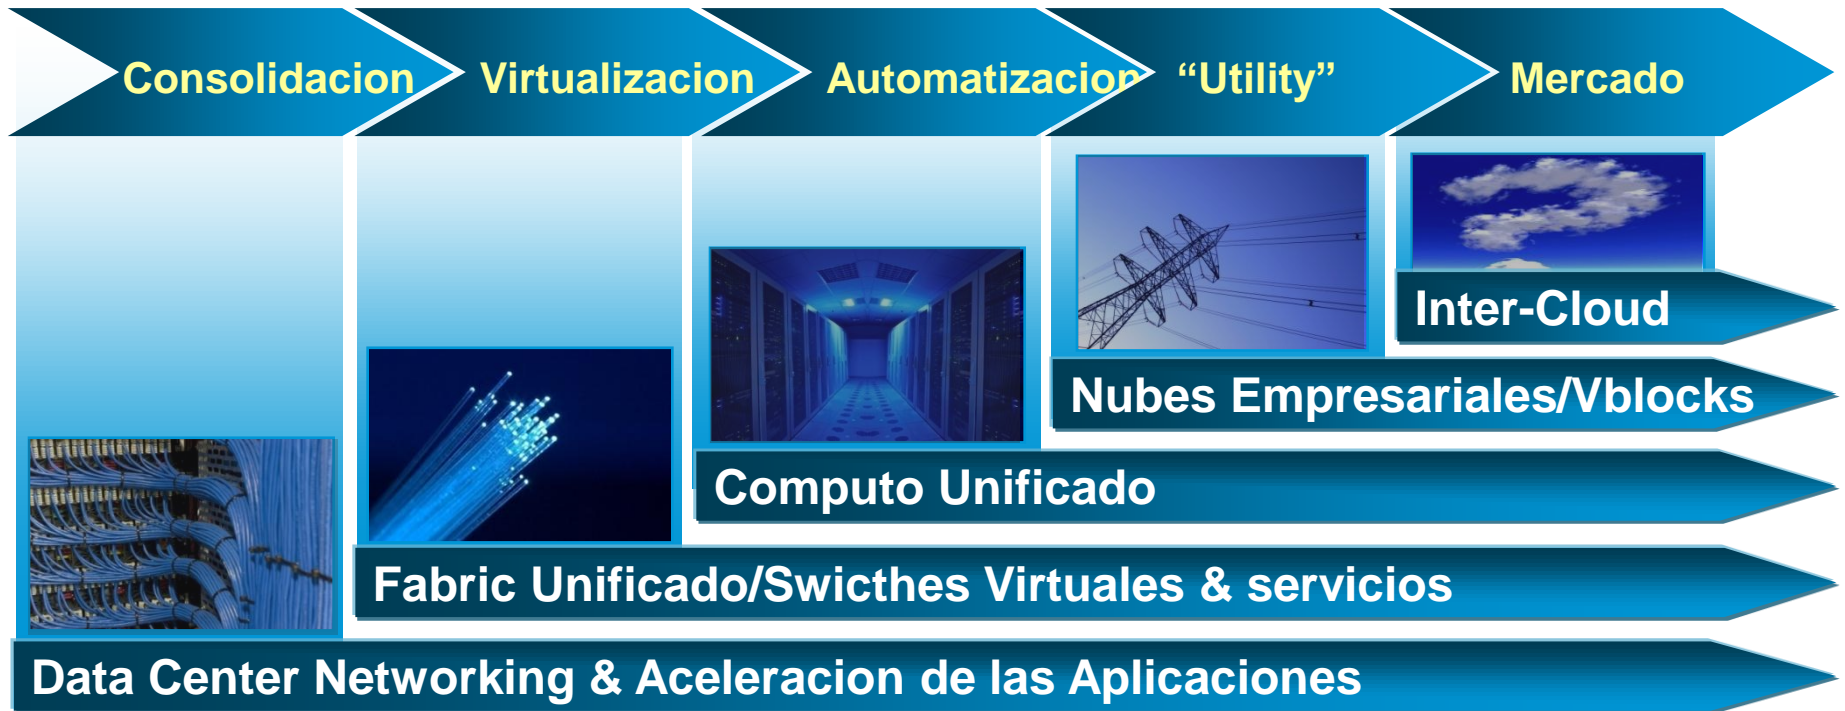 Consolidacion
Virtualizacion
Automatizacion
“Utility”
Mercado
Inter-Cloud
Nubes Empresariales/Vblocks
Computo Unificado
Fabric Unificado/Swicthes Virtuales & servicios
Data Center Networking & Aceleracion de las Aplicaciones